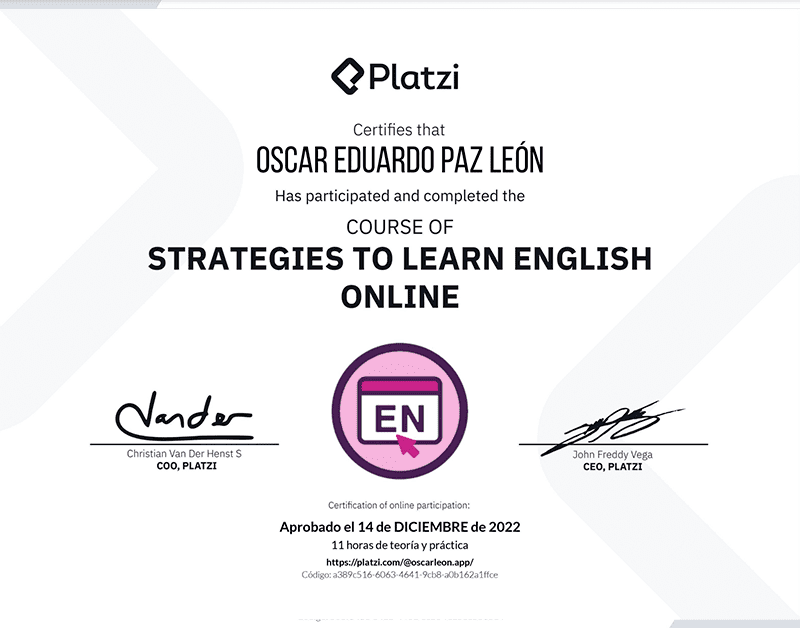 Platzi
Certifies that
OSCAR EDUARDO PAZ LEÓN
Has participated and completed the
COURSE OF
STRATEGIES TO LEARN ENGLISH
ONLINE
EN
Vander
Christian Van Der Henst S
COO, PLATZI
John Freddy Vega
CEO, PLATZI
Certification of online participation:
Aprobado el 14 de DICIEMBRE de 2022
11 horas de teoría y práctica
https://platzi.com/@oscarleon.app/
Código: a389c516-6063-4641-9cb8-a0b162a1ffce